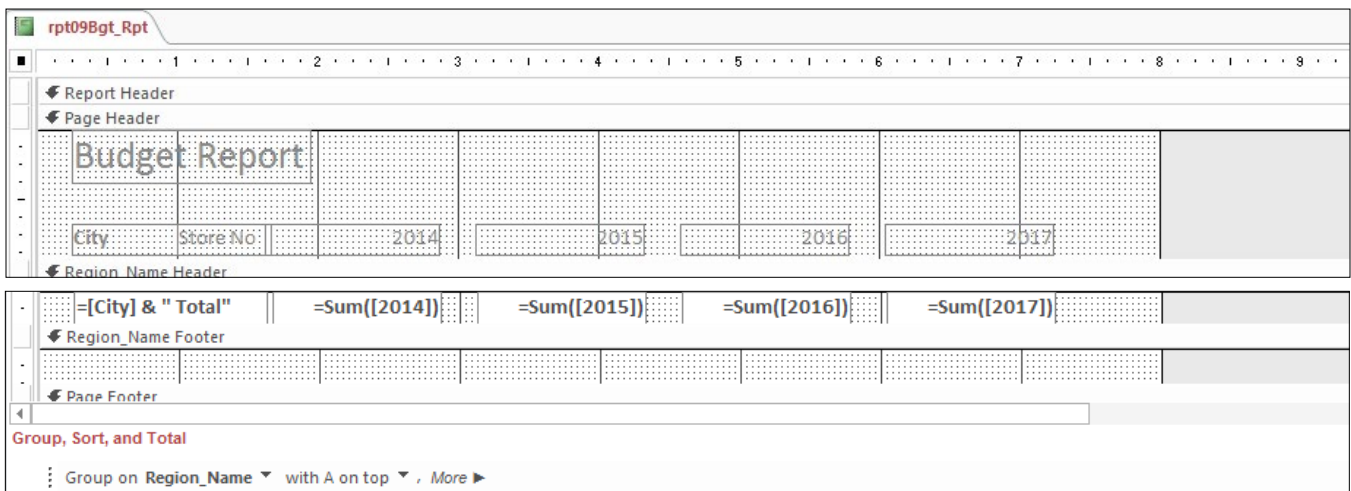 rpt09Bgt_Rpt
1 2 3 4 5 6 7 8 9
Report Header
Page Header
Budget Report
City Store No 2014 2015 2016 2017
Region_Name Header
=[City] & " Total" =Sum([2014]) =Sum([2015]) =Sum([2016]) =Sum([2017])
Region_Name Footer
Page Footer
Group, Sort, and Total
Group on Region_Name with A on top , More